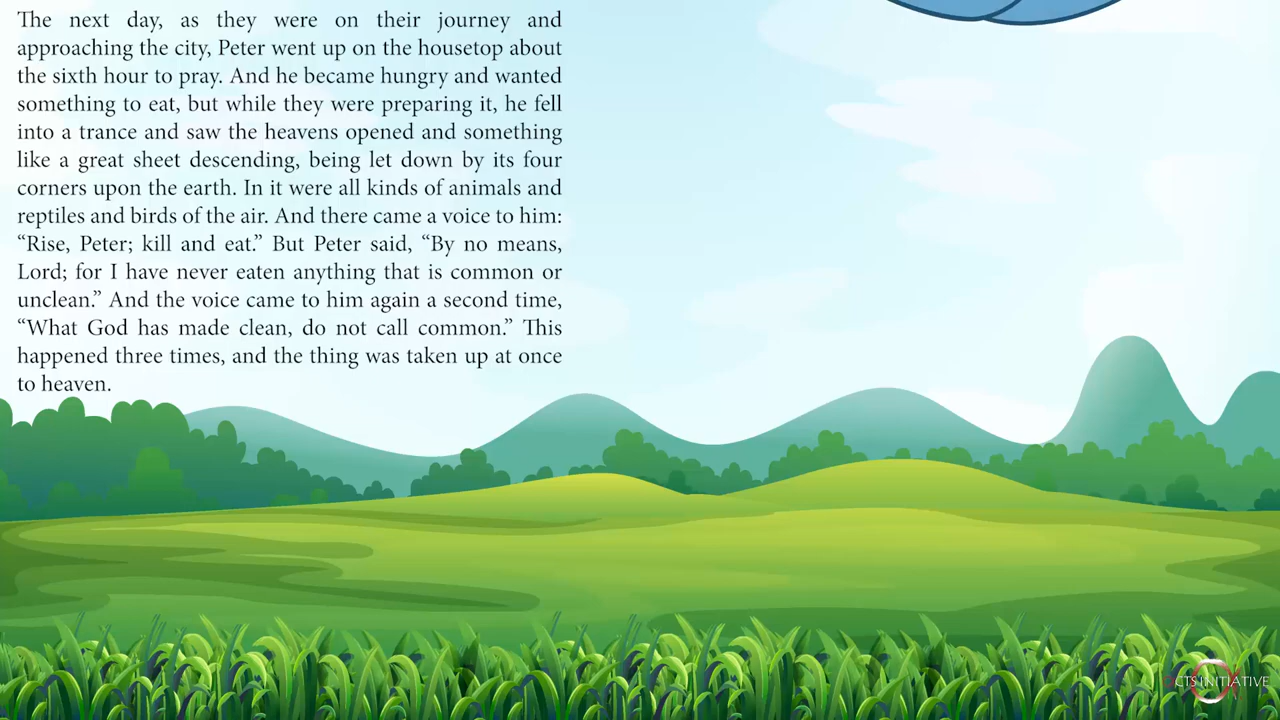 The next day, as they were on their journey and
approaching the city, Peter went up on the housetop about
the sixth hour to pray. And he became hungry and wanted
something to eat, but while they were preparing it, he fell
into a trance and saw the heavens opened and something
like a great sheet descending, being let down by its four
corners upon the earth. In it were all kinds of animals and
reptiles and birds of the air. And there came a voice to him:
“Rise, Peter; kill and eat.” But Peter said, “By no means,
Lord; for I have never eaten anything that is common or
unclean.” And the voice came to him again a second time,
“What God has made clean, do not call common.” This
happened three times, and the thing was taken up at once
to heaven.
CTS INITIATIVE